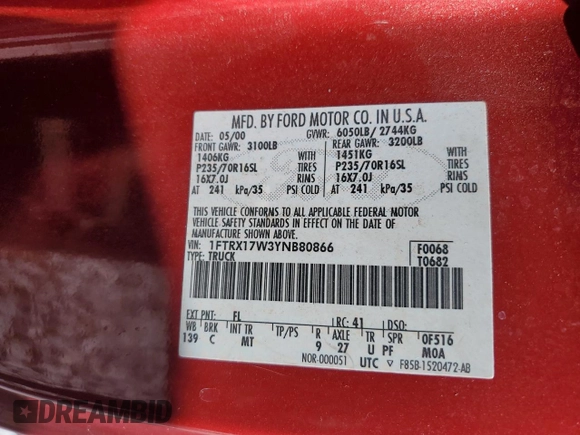 MFD. BY FORD MOTOR CO. IN U.S.A.
DATE: 05/00 GVWR: 6050LB/ 2744KG
FRONT GAWR: 3100LB REAR GAWR: 3200LB
1406KG WITH 1451KG WITH
P235/70R16SL TIRES P235/70R16SL TIRES
16X7.0J RIMS 16X7.0J RIMS
AT 241 kPa/35 PSI COLD AT 241 kPa/35 PSI COLD
THIS VEHICLE CONFORMS TO ALL APPLICABLE FEDERAL MOTOR
VEHICLE SAFETY STANDARDS IN EFFECT ON THE DATE OF
MANUFACTURE SHOWN ABOVE.
VIN: 1FTRX17W3YNB80866 F0068
TYPE: TRUCK T0682
EXT PNT: FL RC: 41 DSO:
WB BRK INT TR TP/PS R AXLE TR SPR 0F516
139 C MT 9 27 U PF MOA
NOR-000051 UTC F85B-1520472-AB
DREAMBID